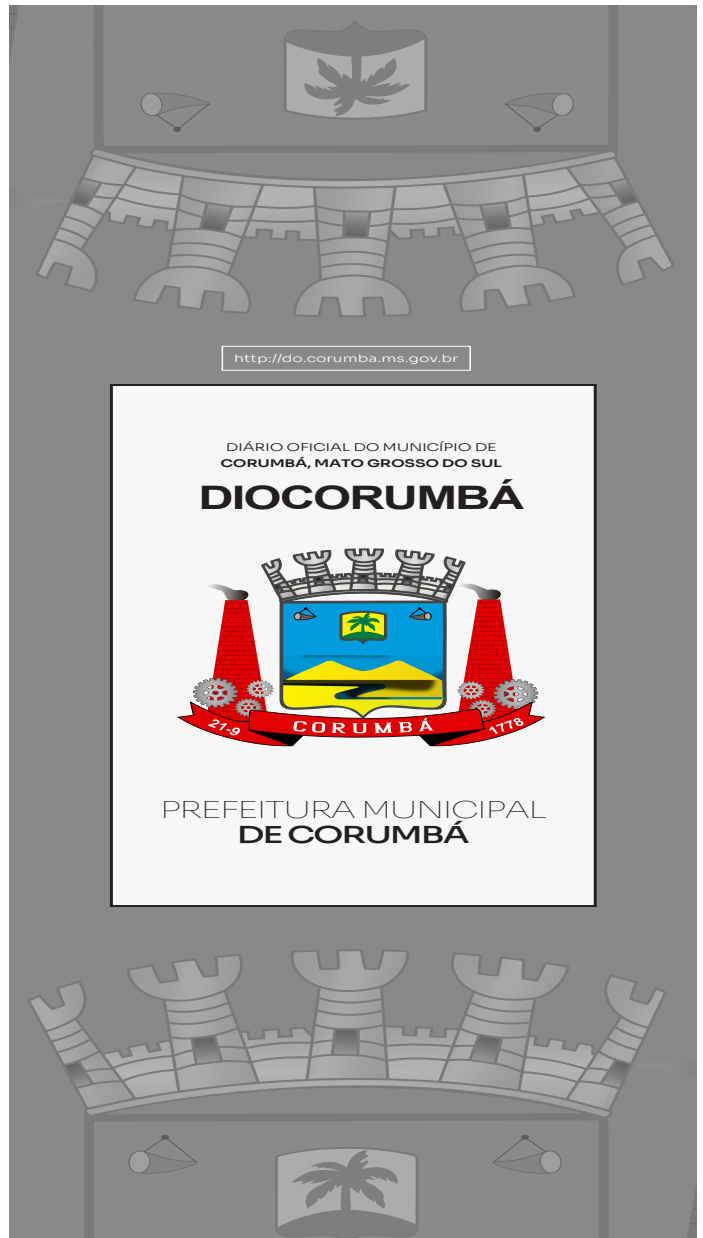 http://do.corumba.ms.gov.br
DIÁRIO OFICIAL DO MUNICÍPIO DE
CORUMBÁ, MATO GROSSO DO SUL
DIOCORUMBÁ
21-9 CORUMBÁ 1778
PREFEITURA MUNICIPAL
DE CORUMBÁ